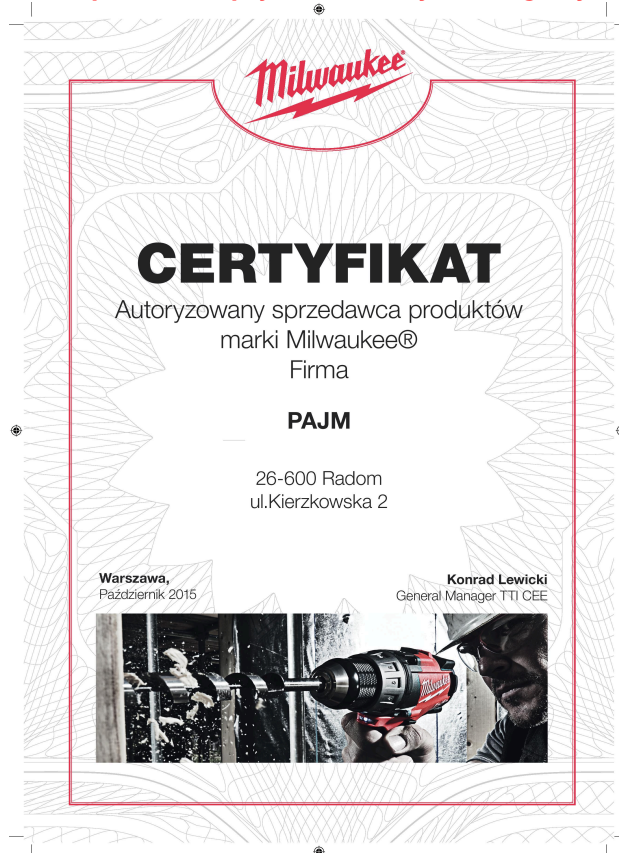 Milwaukee®
CERTYFIKAT
Autoryzowany sprzedawca produktów
marki Milwaukee®
Firma
PAJM
26-600 Radom
ul.Kierzkowska 2
Warszawa,
Październik 2015
Konrad Lewicki
General Manager TTI CEE
Milwaukee